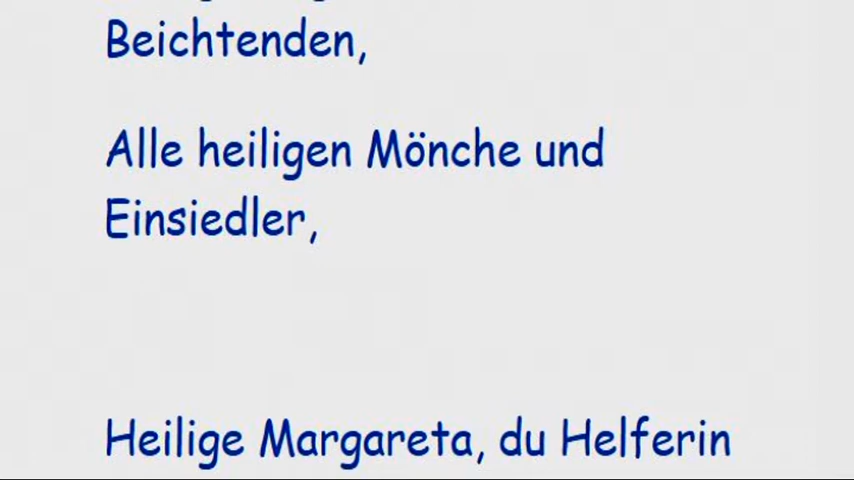 Beichtenden,
Alle heiligen Mönche und
Einsiedler,
Heilige Margareta, du Helferin